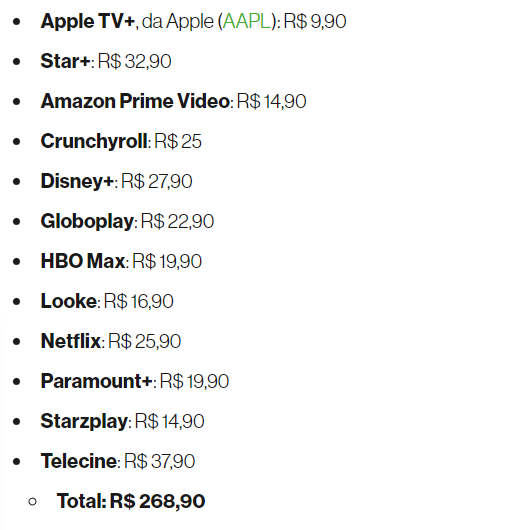 Apple TV+, da Apple (AAPL): R$ 9,90
Star+: R$ 32,90
Amazon Prime Video: R$ 14,90
Crunchyroll: R$ 25
Disney+: R$ 27,90
Globoplay: R$ 22,90
HBO Max: R$ 19,90
Looke: R$ 16,90
Netflix: R$ 25,90
Paramount+: R$ 19,90
Starzplay: R$ 14,90
Telecine: R$ 37,90
Total: R$ 268,90